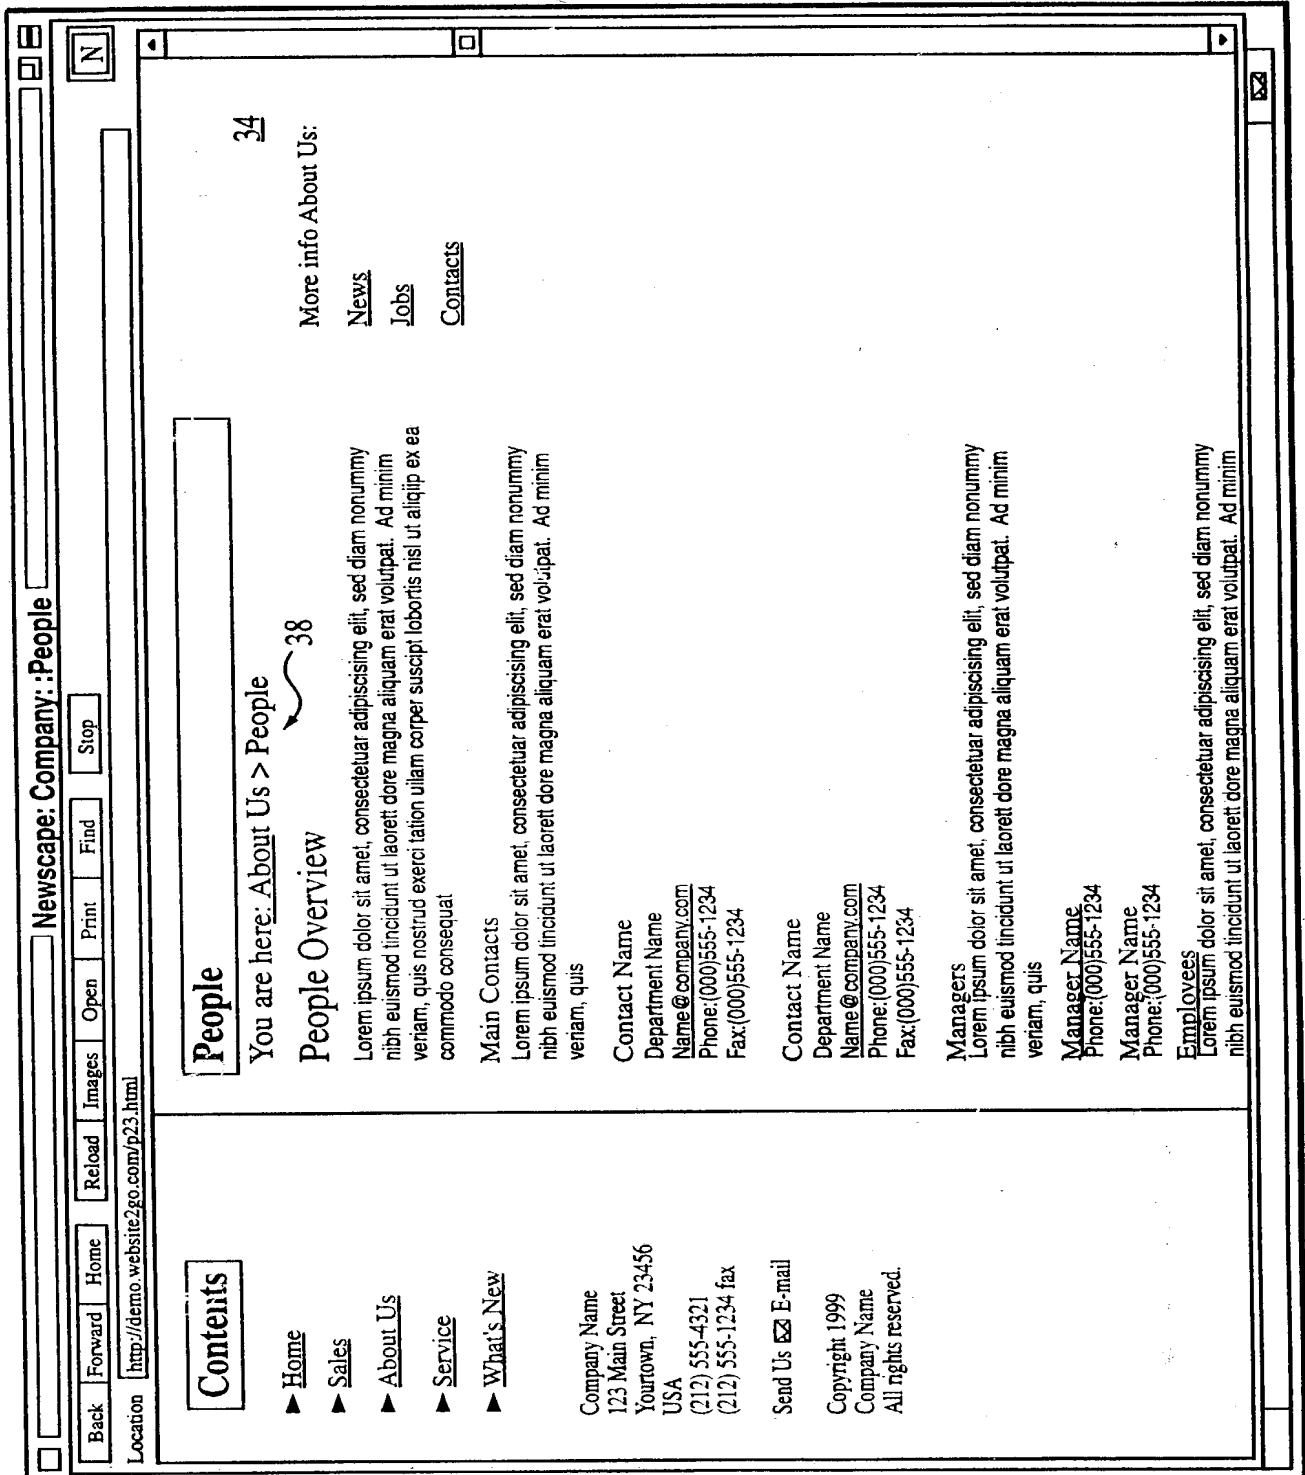 Newscape: Company: :People
Back Forward Home Reload Images Open Print Find Stop
N
Location http://demo.website2go.com/p23.html
Contents
Home
Sales
About Us
Service
What's New
Company Name
123 Main Street
Yourtown, NY 23456
USA
(212) 555-4321
(212) 555-1234 fax
Send Us E-mail
Copyright 1999
Company Name
All rights reserved.
People
You are here: About Us > People
34
38
People Overview
Lorem ipsum dolor sit amet, consectetuar adipiscising elit, sed diam nonummy
nibh euismod tincidunt ut laorett dore magna aliquam erat volutpat. Ad minim
veriam, quis nostrud exerci tation ullam corper suscipt lobortis nisl ut aliqiip ex ea
commodo consequat
Main Contacts
Lorem ipsum dolor sit amet, consectetuar adipiscising elit, sed diam nonummy
nibh euismod tincidunt ut laorett dore magna aliquam erat volutpat. Ad minim
veriam, quis
Contact Name
Department Name
Name@company.com
Phone:(000)555-1234
Fax:(000)555-1234
Contact Name
Department Name
Name@company.com
Phone:(000)555-1234
Fax:(000)555-1234
Managers
Lorem ipsum dolor sit amet, consectetuar adipiscising elit, sed diam nonummy
nibh euismod tincidunt ut laorett dore magna aliquam erat volutpat. Ad minim
veriam, quis
Manager Name
Phone:(000)555-1234
Manager Name
Phone:(000)555-1234
Employees
Lorem ipsum dolor sit amet, consectetuar adipiscising elit, sed diam nonummy
nibh euismod tincidunt ut laorett dore magna aliquam erat volutpat. Ad minim
More info About Us:
News
Jobs
Contacts